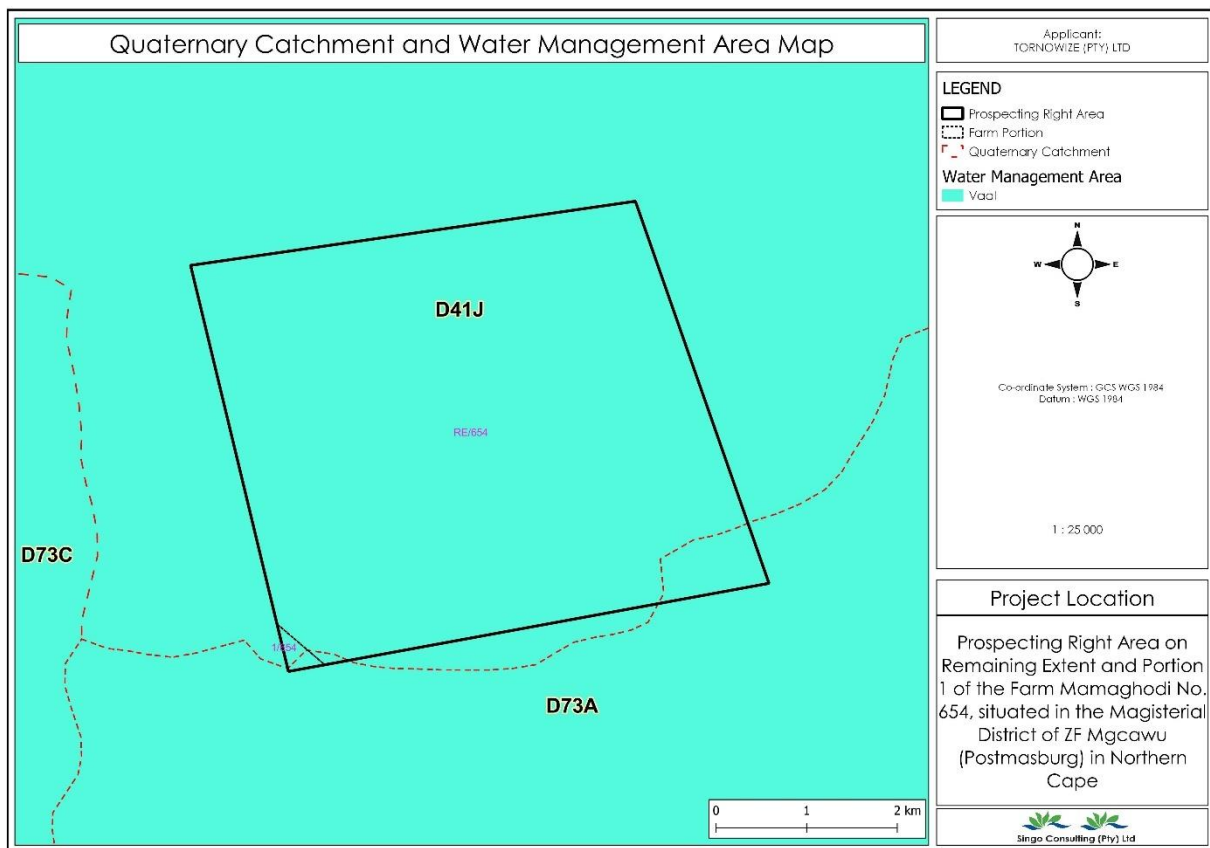 Quaternary Catchment and Water Management Area Map
D41J
RE/654
D73C
1/654
D73A
0 1 2 km
Applicant:
TORNOWIZE (PTY) LTD
LEGEND
Prospecting Right Area
Farm Portion
Quaternary Catchment
Water Management Area
Vaal
N
W E
S
Co-ordinate System : GCS WGS 1984
Datum : WGS 1984
1 : 25 000
Project Location
Prospecting Right Area on
Remaining Extent and Portion
1 of the Farm Mamaghodi No.
654, situated in the Magisterial
District of ZF Mgcawu
(Postmasburg) in Northern
Cape
Singo Consulting (Pty) Ltd